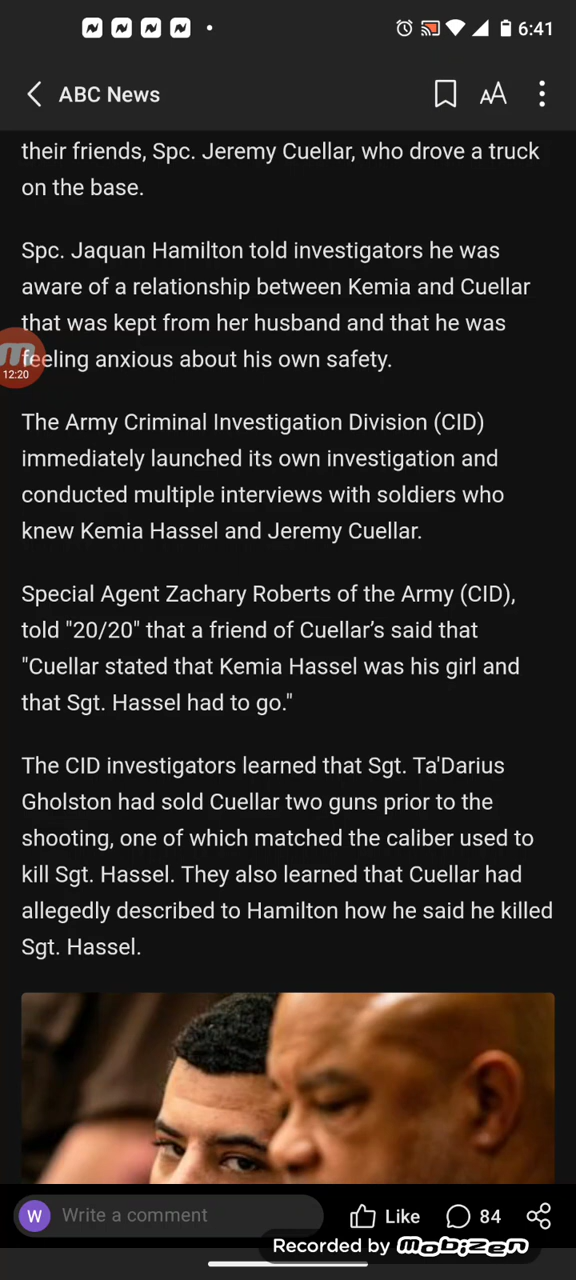 6:41
ABC News
AA
their friends, Spc. Jeremy Cuellar, who drove a truck
on the base.
Spc. Jaquan Hamilton told investigators he was
aware of a relationship between Kemia and Cuellar
that was kept from her husband and that he was
feeling anxious about his own safety.
12:20
The Army Criminal Investigation Division (CID)
immediately launched its own investigation and
conducted multiple interviews with soldiers who
knew Kemia Hassel and Jeremy Cuellar.
Special Agent Zachary Roberts of the Army (CID),
told "20/20" that a friend of Cuellar’s said that
"Cuellar stated that Kemia Hassel was his girl and
that Sgt. Hassel had to go."
The CID investigators learned that Sgt. Ta'Darius
Gholston had sold Cuellar two guns prior to the
shooting, one of which matched the caliber used to
kill Sgt. Hassel. They also learned that Cuellar had
allegedly described to Hamilton how he said he killed
Sgt. Hassel.
W Write a comment Like 84
Recorded by mobizen